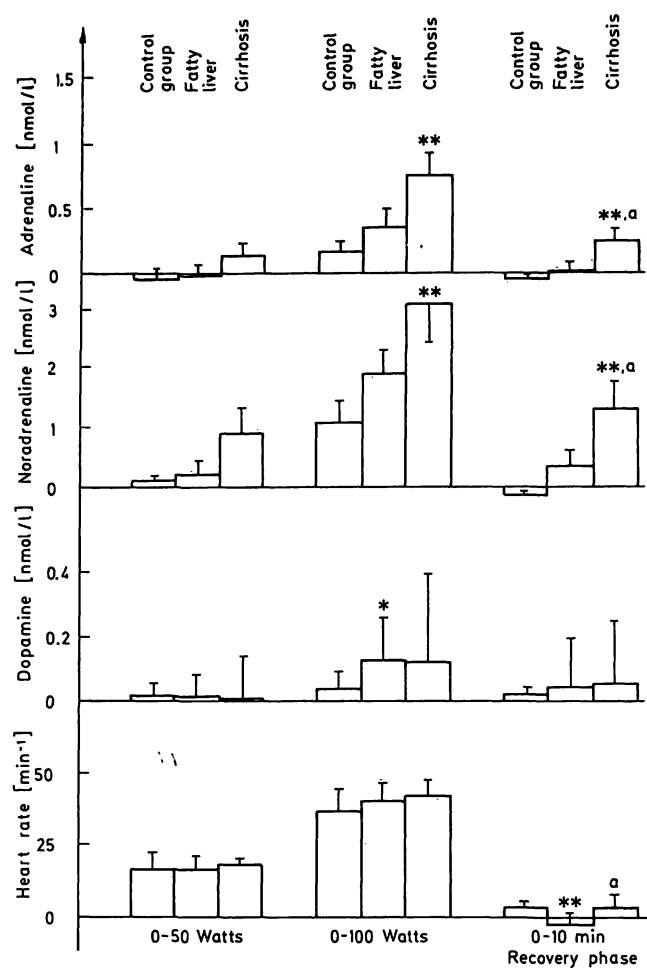 Control group Fatty liver Cirrhosis
Control group Fatty liver Cirrhosis
Control group Fatty liver Cirrhosis
Adrenaline [nmol/l]
1.5
1
**
0.5
**,a
0
Noradrenaline [nmol/l]
3
**
2
**,a
1
0
Dopamine [nmol/l]
0.4
*
0.2
0
Heart rate [min⁻¹]
50
25
a
**
0
0-50 Watts
0-100 Watts
0-10 min
Recovery phase